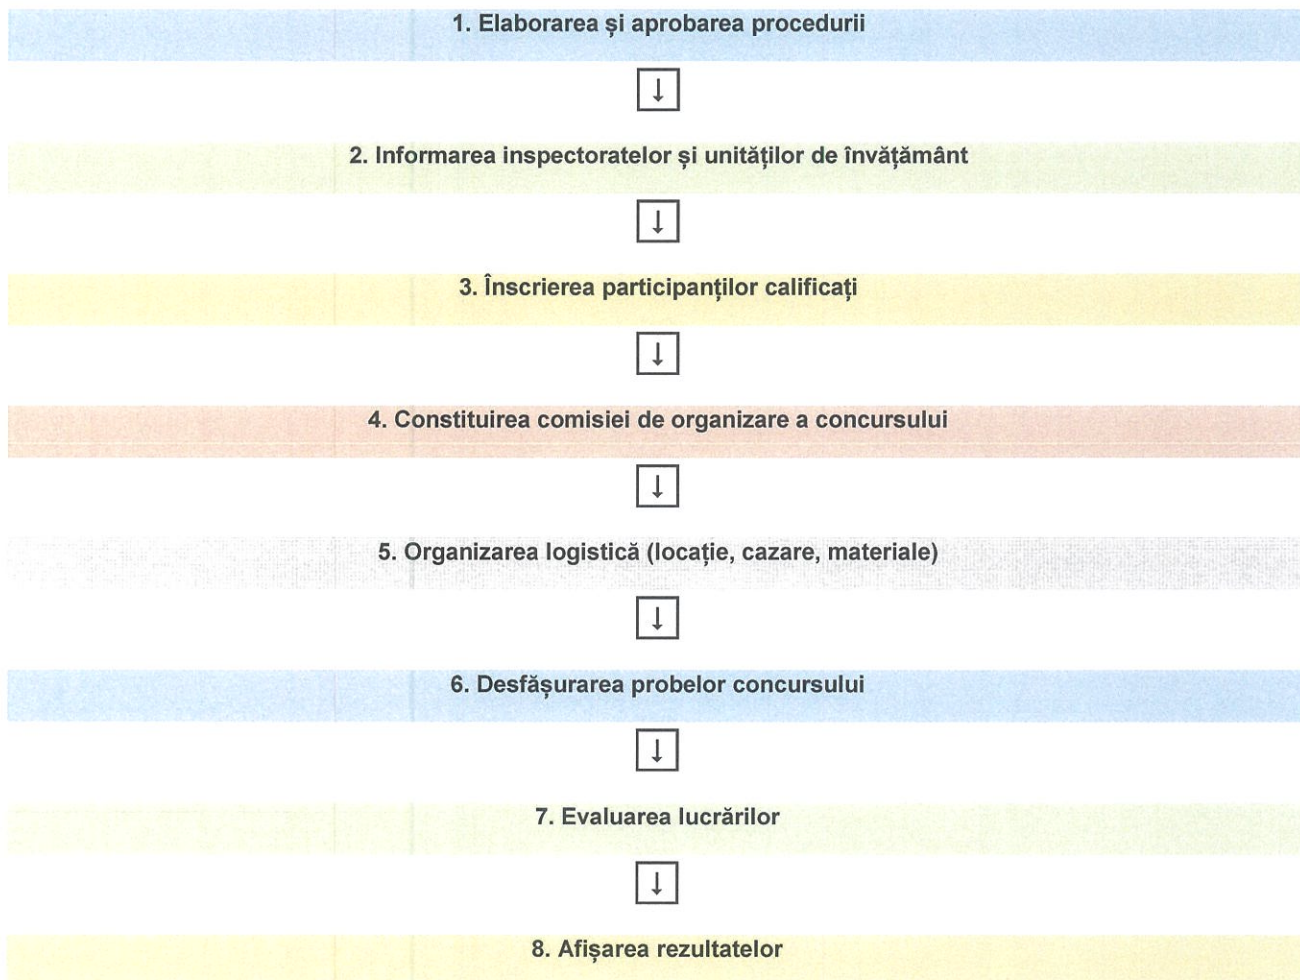 1. Elaborarea și aprobarea procedurii
↓
2. Informarea inspectoratelor și unităților de învățământ
↓
3. Înscrierea participanților calificați
↓
4. Constituirea comisiei de organizare a concursului
↓
5. Organizarea logistică (locație, cazare, materiale)
↓
6. Desfășurarea probelor concursului
↓
7. Evaluarea lucrărilor
↓
8. Afișarea rezultatelor